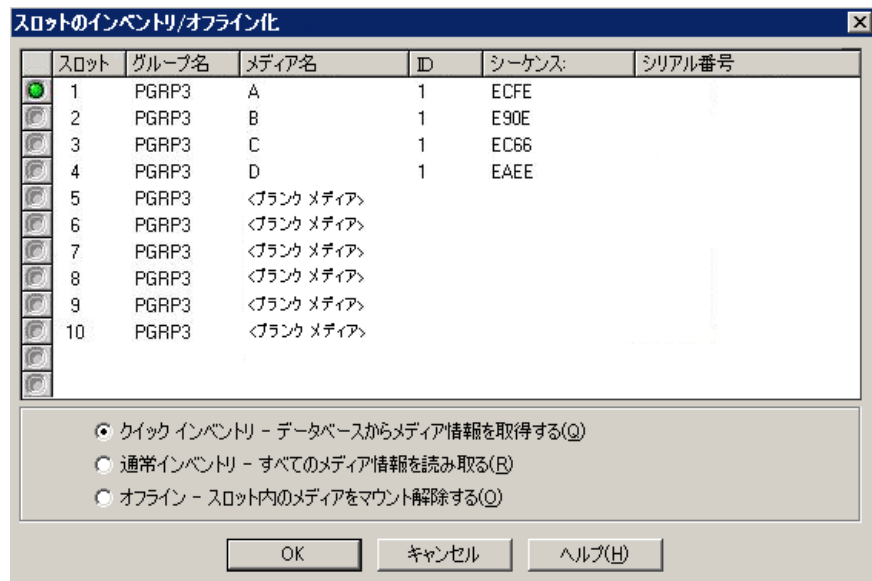 スロットのインベントリ/オフライン化
スロット グループ名 メディア名 ID シーケンス: シリアル番号
1 PGRP3 A 1 ECFE
2 PGRP3 B 1 E90E
3 PGRP3 C 1 EC66
4 PGRP3 D 1 EAEE
5 PGRP3 <ブランク メディア>
6 PGRP3 <ブランク メディア>
7 PGRP3 <ブランク メディア>
8 PGRP3 <ブランク メディア>
9 PGRP3 <ブランク メディア>
10 PGRP3 <ブランク メディア>
クイック インベントリ - データベースからメディア情報を取得する(Q)
通常インベントリ - すべてのメディア情報を読み取る(R)
オフライン - スロット内のメディアをマウント解除する(O)
OK キャンセル ヘルプ(H)